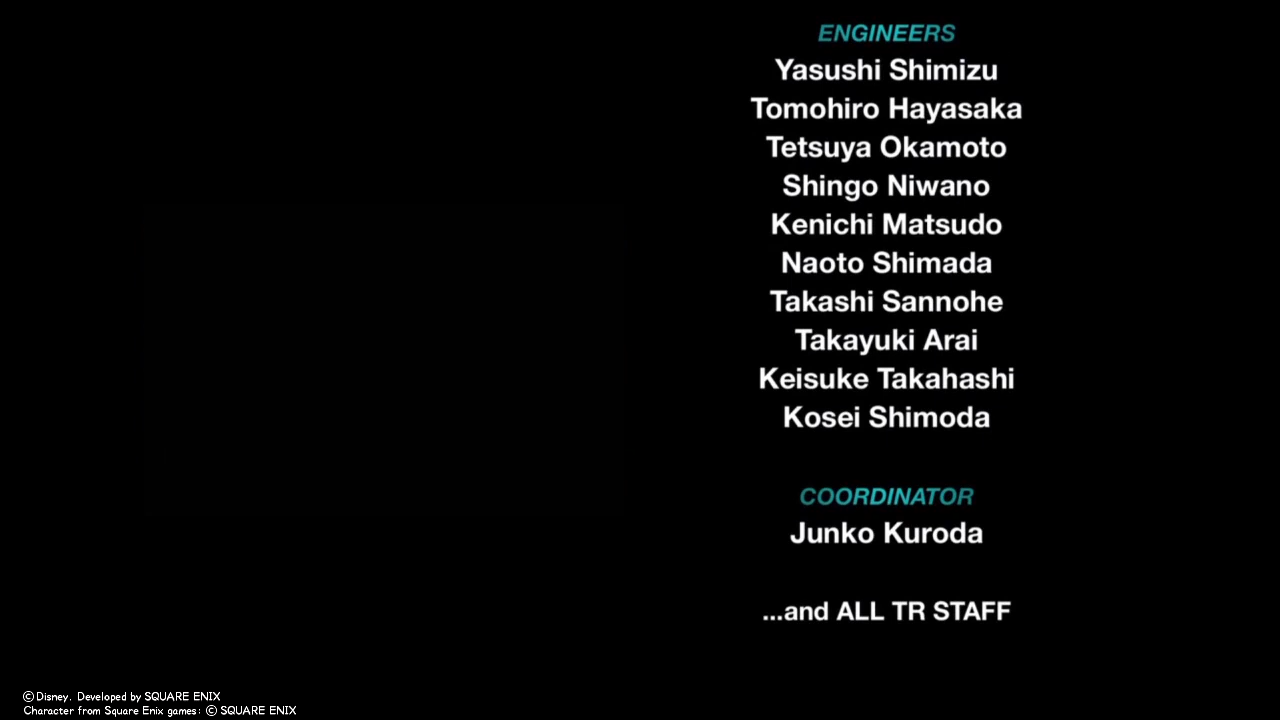 ENGINEERS
Yasushi Shimizu
Tomohiro Hayasaka
Tetsuya Okamoto
Shingo Niwano
Kenichi Matsudo
Naoto Shimada
Takashi Sannohe
Takayuki Arai
Keisuke Takahashi
Kosei Shimoda
COORDINATOR
Junko Kuroda
...and ALL TR STAFF
©Disney. Developed by SQUARE ENIX
Character from Square Enix games: © SQUARE ENIX